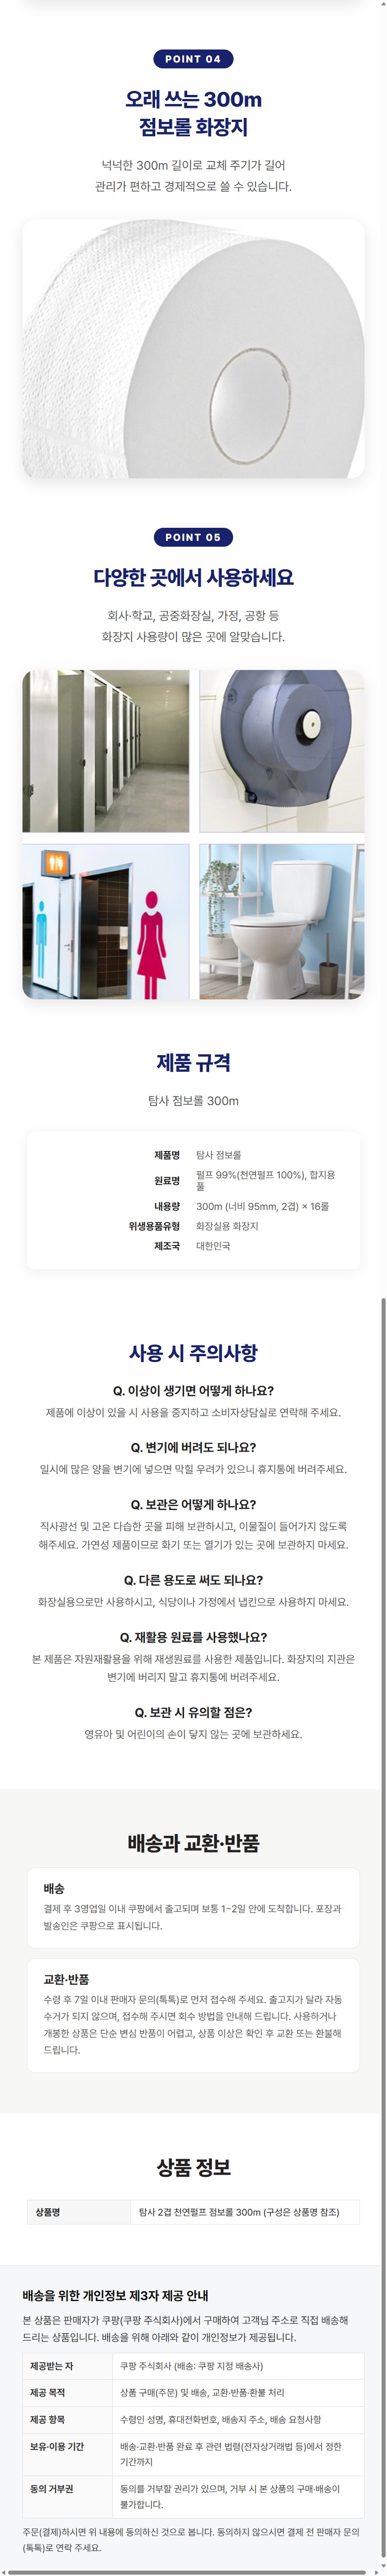 POINT 04
오래 쓰는 300m
점보롤 화장지
넉넉한 300m 길이로 교체 주기가 길어
관리가 편하고 경제적으로 쓸 수 있습니다.
POINT 05
다양한 곳에서 사용하세요
회사·학교, 공중화장실, 가정, 공항 등
화장지 사용량이 많은 곳에 알맞습니다.
제품 규격
탐사 점보롤 300m
제품명 탐사 점보롤
원료명 펄프 99%(천연펄프 100%), 합지용
풀
내용량 300m (너비 95mm, 2겹) × 16롤
위생용품유형 화장실용 화장지
제조국 대한민국
사용 시 주의사항
Q. 이상이 생기면 어떻게 하나요?
제품에 이상이 있을 시 사용을 중지하고 소비자상담실로 연락해 주세요.
Q. 변기에 버려도 되나요?
일시에 많은 양을 변기에 넣으면 막힐 우려가 있으니 휴지통에 버려주세요.
Q. 보관은 어떻게 하나요?
직사광선 및 고온 다습한 곳을 피해 보관하시고, 이물질이 들어가지 않도록
해주세요. 가연성 제품이므로 화기 또는 열기가 있는 곳에 보관하지 마세요.
Q. 다른 용도로 써도 되나요?
화장실용으로만 사용하시고, 식당이나 가정에서 냅킨으로 사용하지 마세요.
Q. 재활용 원료를 사용했나요?
본 제품은 자원재활용을 위해 재생원료를 사용한 제품입니다. 화장지의 지관은
변기에 버리지 말고 휴지통에 버려주세요.
Q. 보관 시 유의할 점은?
영유아 및 어린이의 손이 닿지 않는 곳에 보관하세요.
배송과 교환·반품
배송
결제 후 3영업일 이내 쿠팡에서 출고되며 보통 1~2일 안에 도착합니다. 포장과
발송인은 쿠팡으로 표시됩니다.
교환·반품
수령 후 7일 이내 판매자 문의(톡톡)로 먼저 접수해 주세요. 출고지가 달라 자동
수거가 되지 않으며, 접수해 주시면 회수 방법을 안내해 드립니다. 사용하거나
개봉한 상품은 단순 변심 반품이 어렵고, 상품 이상은 확인 후 교환 또는 환불해
드립니다.
상품 정보
상품명 탐사 2겹 천연펄프 점보롤 300m (구성은 상품명 참조)
배송을 위한 개인정보 제3자 제공 안내
본 상품은 판매자가 쿠팡(쿠팡 주식회사)에서 구매하여 고객님 주소로 직접 배송해
드리는 상품입니다. 배송을 위해 아래와 같이 개인정보가 제공됩니다.
제공받는 자 쿠팡 주식회사 (배송: 쿠팡 지정 배송사)
제공 목적 상품 구매(주문) 및 배송, 교환·반품·환불 처리
제공 항목 수령인 성명, 휴대전화번호, 배송지 주소, 배송 요청사항
보유·이용 기간 배송·교환·반품 완료 후 관련 법령(전자상거래법 등)에서 정한
기간까지
동의 거부권 동의를 거부할 권리가 있으며, 거부 시 본 상품의 구매·배송이
불가합니다.
주문(결제)하시면 위 내용에 동의하신 것으로 봅니다. 동의하지 않으시면 결제 전 판매자 문의
(톡톡)로 연락 주세요.